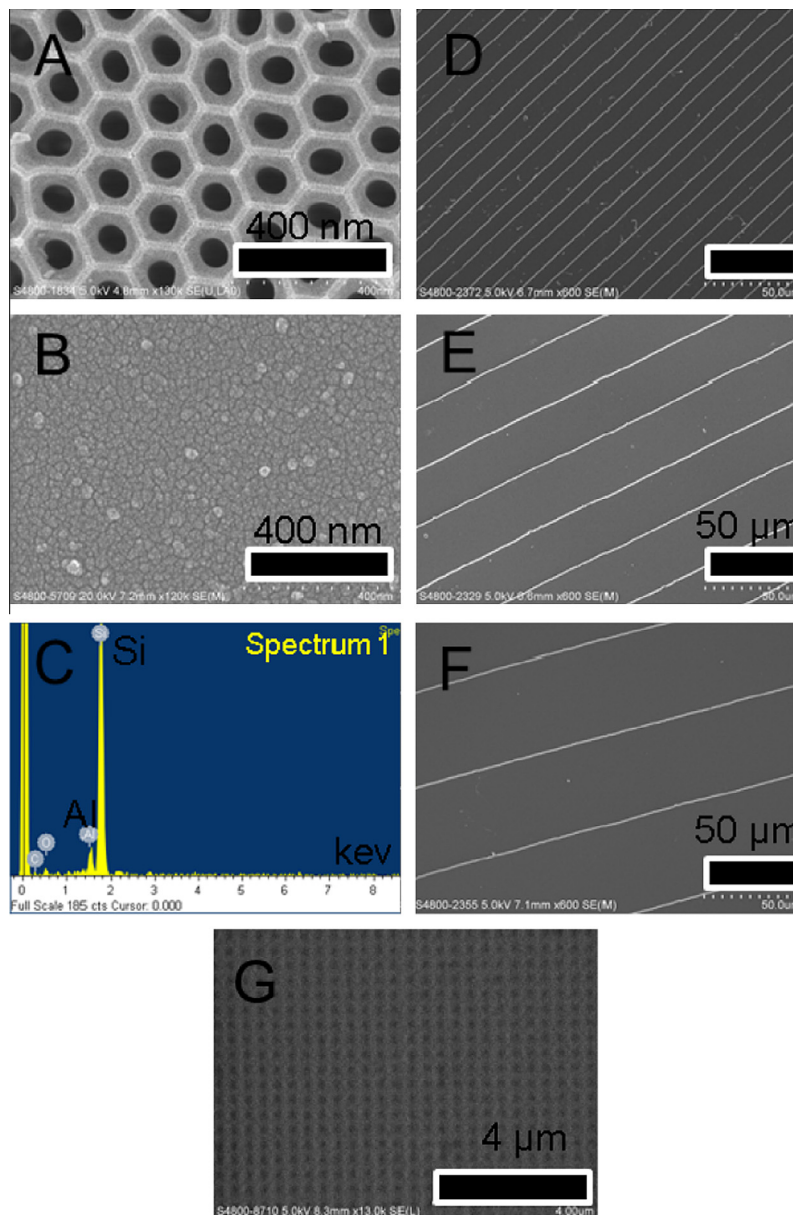 A
400 nm
S4800-1834 5.0kV 4.8mm x130k SE(U,LA0)
400nm
B
400 nm
S4800-5709 20.0kV 7.2mm x120k SE(M)
400nm
C
Si
Si
Spectrum 1
Spe
Al
Al
O
C
kev
0 1 2 3 4 5 6 7 8
Full Scale 185 cts Cursor: 0.000
D
S4800-2372 5.0kV 6.7mm x600 SE(M)
50.0um
E
50 μm
S4800-2329 5.0kV 6.6mm x600 SE(M)
50.0um
F
50 μm
S4800-2355 5.0kV 7.1mm x600 SE(M)
50.0um
G
4 μm
S4800-8710 5.0kV 8.3mm x13.0k SE(L)
4.00um